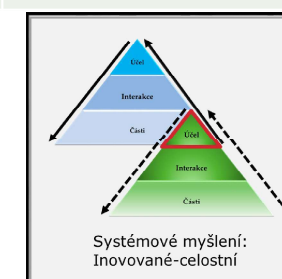 Účel
Interakce
Části
Účel
Interakce
Části
Systémové myšlení:
Inovované-celostní